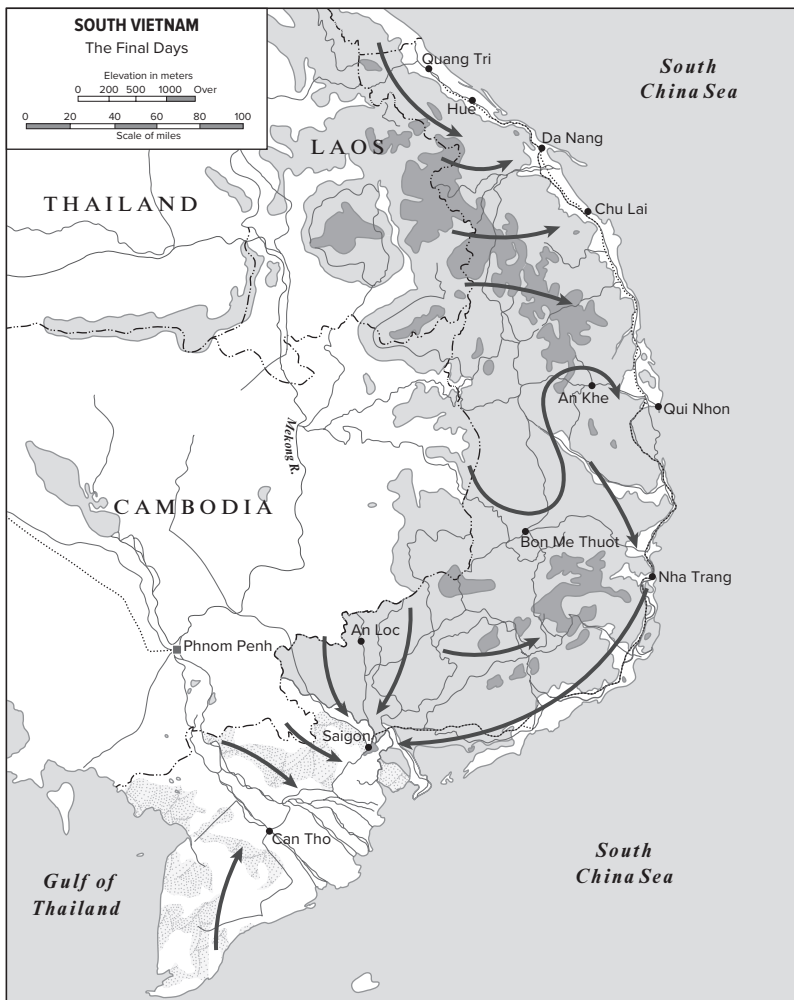 SOUTH VIETNAM
The Final Days
Elevation in meters
0 200 500 1000 Over
0 20 40 60 80 100
Scale of miles
Quang Tri
South
China Sea
Hue
LAOS
Da Nang
THAILAND
Chu Lai
An Khe
Qui Nhon
Mekong R.
CAMBODIA
Bon Me Thuot
Nha Trang
An Loc
Phnom Penh
Saigon
Can Tho
South
China Sea
Gulf of
Thailand